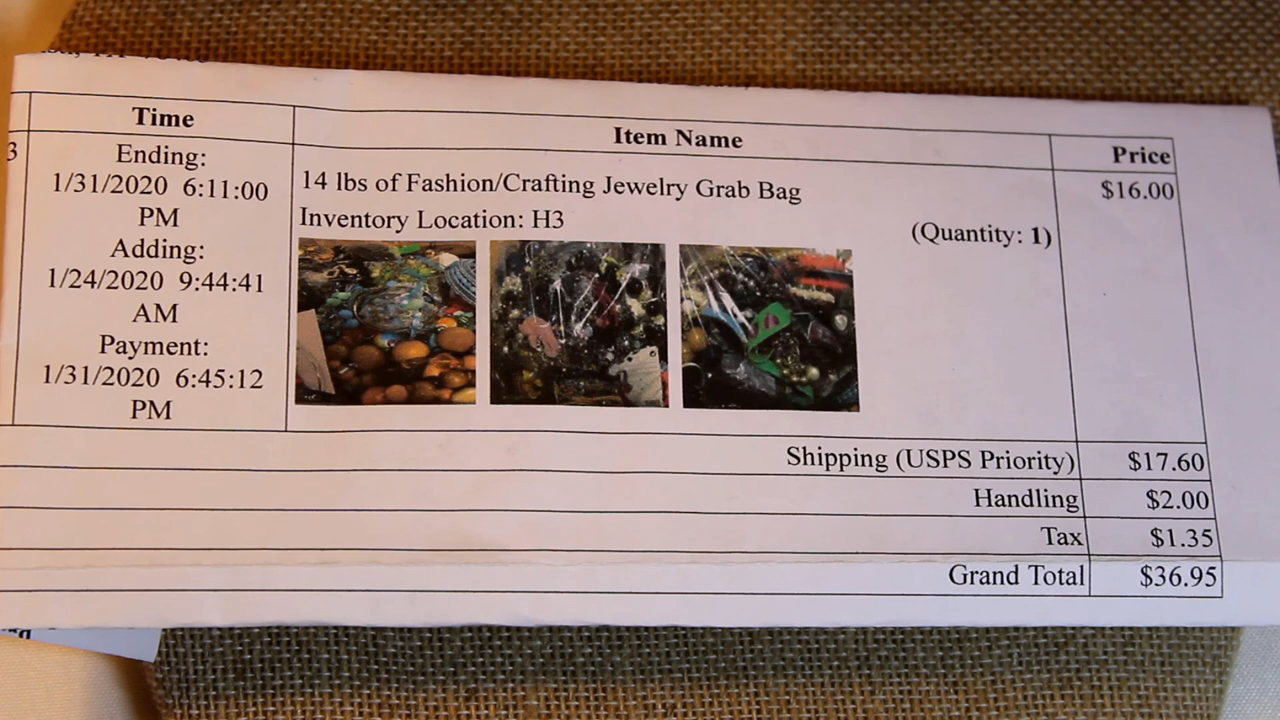 Time
Item Name
Price
3
Ending:
1/31/2020 6:11:00
PM
Adding:
1/24/2020 9:44:41
AM
Payment:
1/31/2020 6:45:12
PM
14 lbs of Fashion/Crafting Jewelry Grab Bag
Inventory Location: H3
(Quantity: 1)
$16.00
Shipping (USPS Priority) $17.60
Handling $2.00
Tax $1.35
Grand Total $36.95